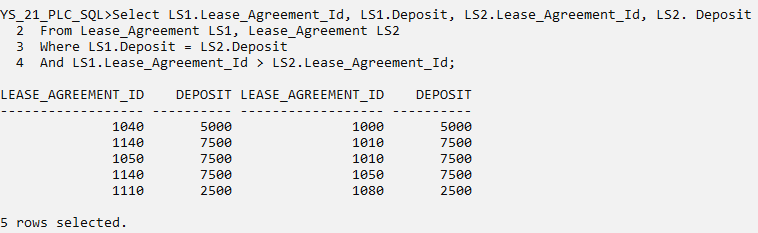 YS_21_PLC_SQL>Select LS1.Lease_Agreement_Id, LS1.Deposit, LS2.Lease_Agreement_Id, LS2. Deposit
  2  From Lease_Agreement LS1, Lease_Agreement LS2
  3  Where LS1.Deposit = LS2.Deposit
  4  And LS1.Lease_Agreement_Id > LS2.Lease_Agreement_Id;
LEASE_AGREEMENT_ID    DEPOSIT LEASE_AGREEMENT_ID    DEPOSIT
------------------ ---------- ------------------ ----------
              1040       5000               1000       5000
              1140       7500               1010       7500
              1050       7500               1010       7500
              1140       7500               1050       7500
              1110       2500               1080       2500
5 rows selected.